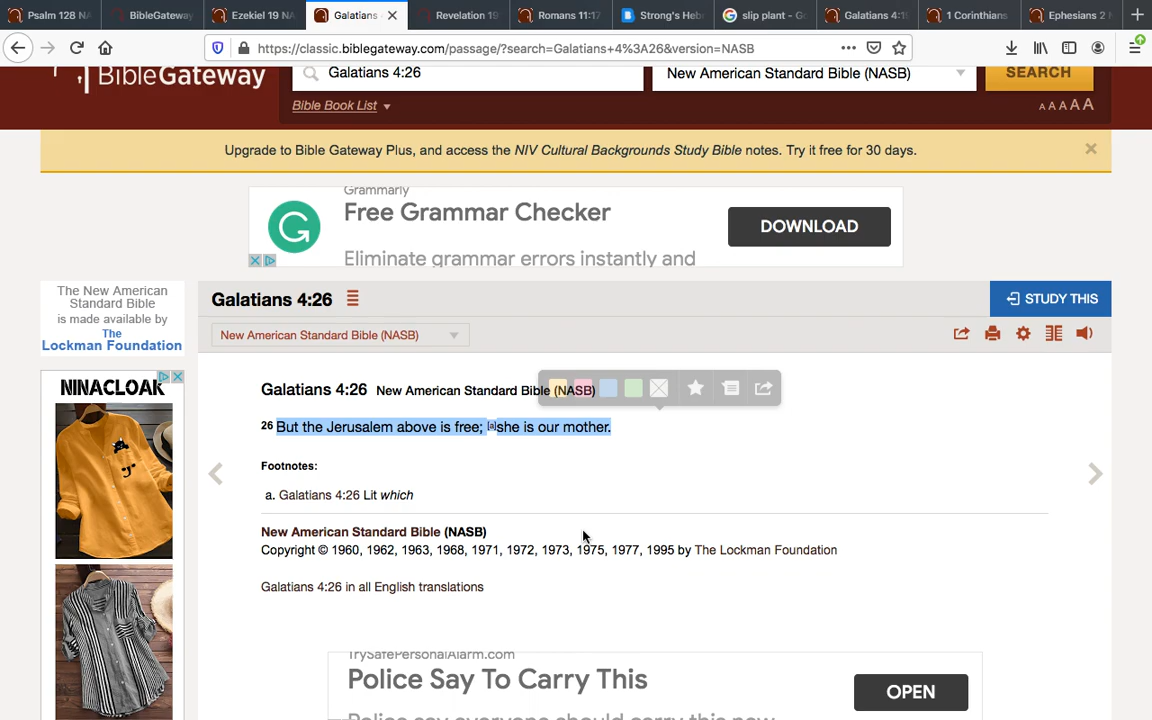 Psalm 128 N
BibleGateway
Ezekiel 19 NA
Galatians
Revelation 19
Romans 11:17
Strong's Heb
slip plant - Go
Galatians 4:19
1 Corinthians
Ephesians 2 N
https://classic.biblegateway.com/passage/?search=Galatians+4%3A26&version=NASB
BibleGateway
Galatians 4:26
New American Standard Bible (NASB)
SEARCH
Bible Book List
A A A A A
Upgrade to Bible Gateway Plus, and access the NIV Cultural Backgrounds Study Bible notes. Try it free for 30 days.
Grammarly
Free Grammar Checker
Eliminate grammar errors instantly and
DOWNLOAD
The New American
Standard Bible
is made available by
The
Lockman Foundation
Galatians 4:26
STUDY THIS
New American Standard Bible (NASB)
NINACLOAK
Galatians 4:26 New American Standard Bible (NASB)
26 But the Jerusalem above is free; [a]she is our mother.
Footnotes:
a. Galatians 4:26 Lit which
New American Standard Bible (NASB)
Copyright © 1960, 1962, 1963, 1968, 1971, 1972, 1973, 1975, 1977, 1995 by The Lockman Foundation
Galatians 4:26 in all English translations
TrySafePersonalAlarm.com
Police Say To Carry This
Police say everyone should carry this new
OPEN